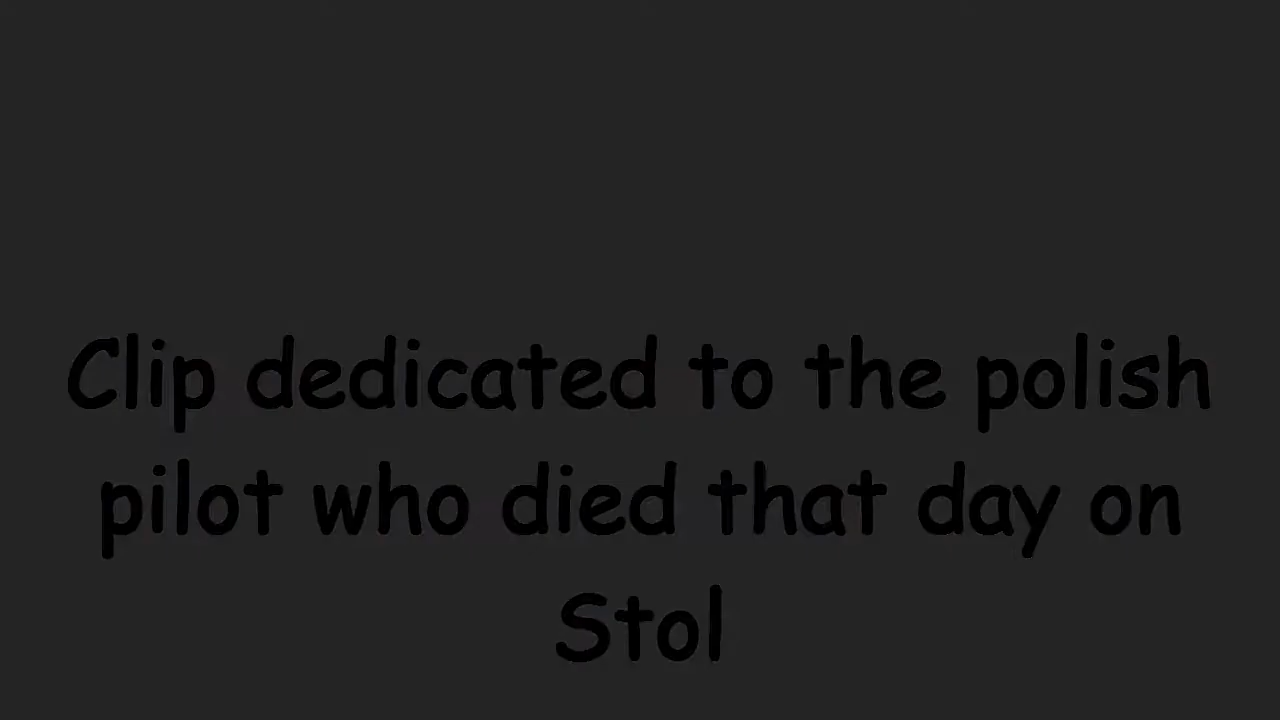 Clip dedicated to the polish
pilot who died that day on
Stol